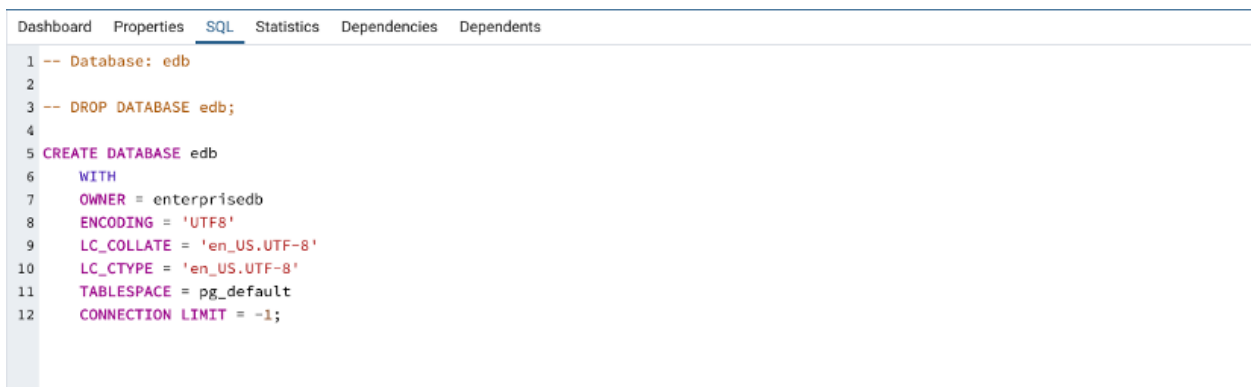 Dashboard Properties SQL Statistics Dependencies Dependents
1 -- Database: edb
2
3 -- DROP DATABASE edb;
4
5 CREATE DATABASE edb
6     WITH
7     OWNER = enterprisedb
8     ENCODING = 'UTF8'
9     LC_COLLATE = 'en_US.UTF-8'
10     LC_CTYPE = 'en_US.UTF-8'
11     TABLESPACE = pg_default
12     CONNECTION LIMIT = -1;